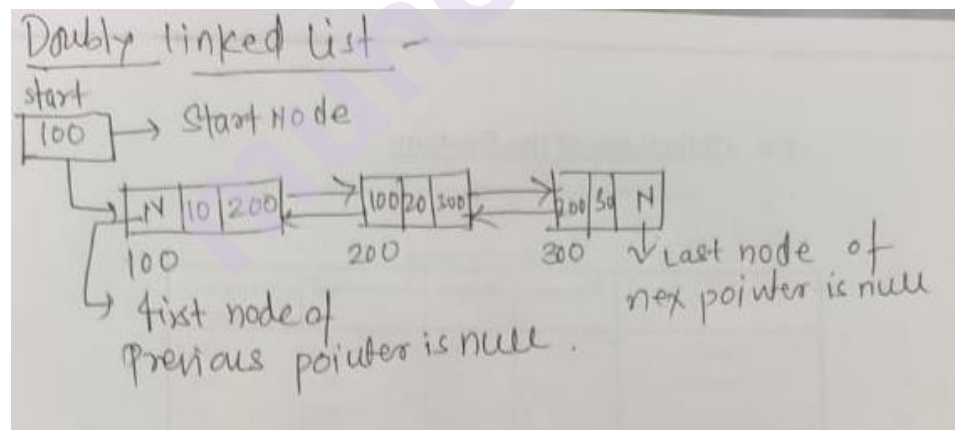 Doubly linked list -
start
100 → Start Node
N 10 200
100 20 300
200 50 N
100
200
300
Last node of
nex pointer is null
first node of
Previous pointer is null.